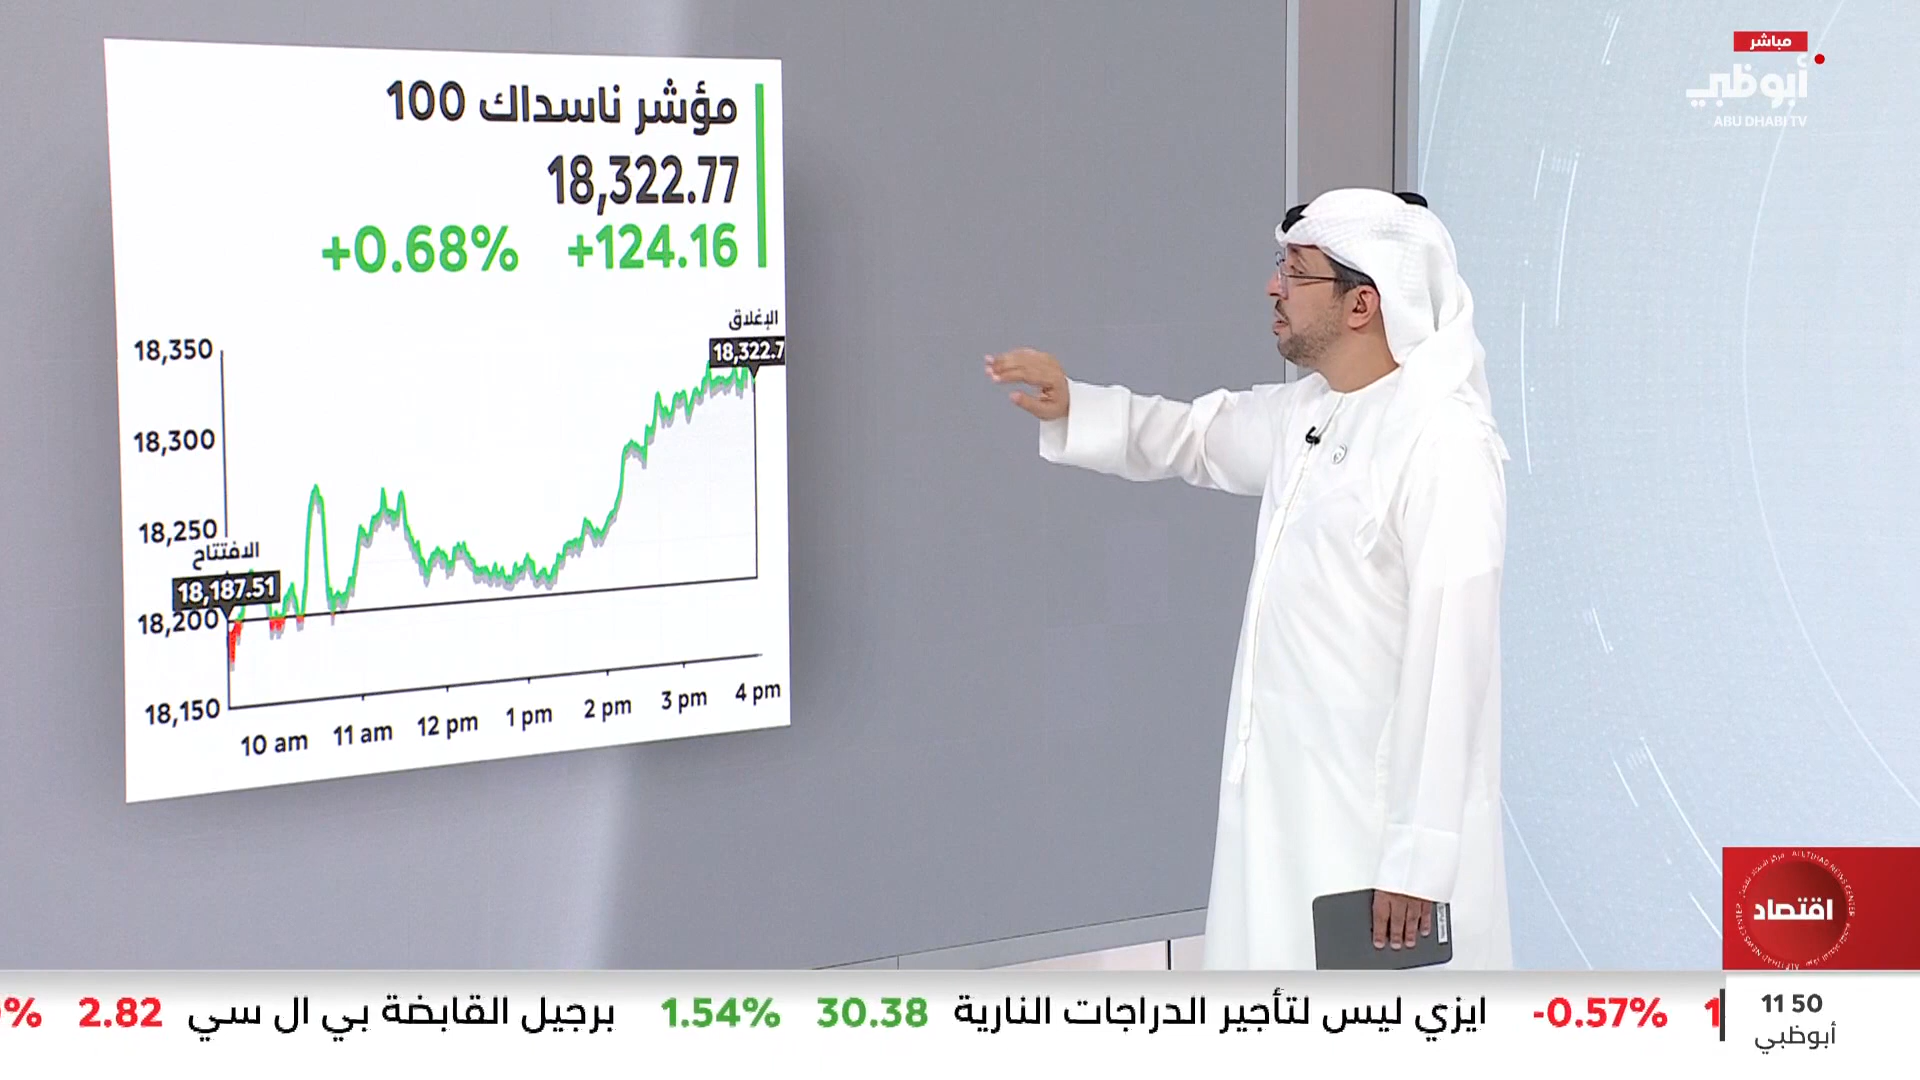 مباشر
أبوظبي
ABU DHABI TV
مؤشر ناسداك 100
18,322.77
+0.68% +124.16
الإغلاق
18,322.7
18,350
18,300
18,250
الافتتاح
18,187.51
18,200
18,150
10 am 11 am 12 pm 1 pm 2 pm 3 pm 4 pm
اقتصاد
ALETIHAD NEWS CENTER
-0.57% ايزي ليس لتأجير الدراجات النارية 30.38 1.54% برجيل القابضة بي ال سي 2.82 %
11 50
أبوظبي